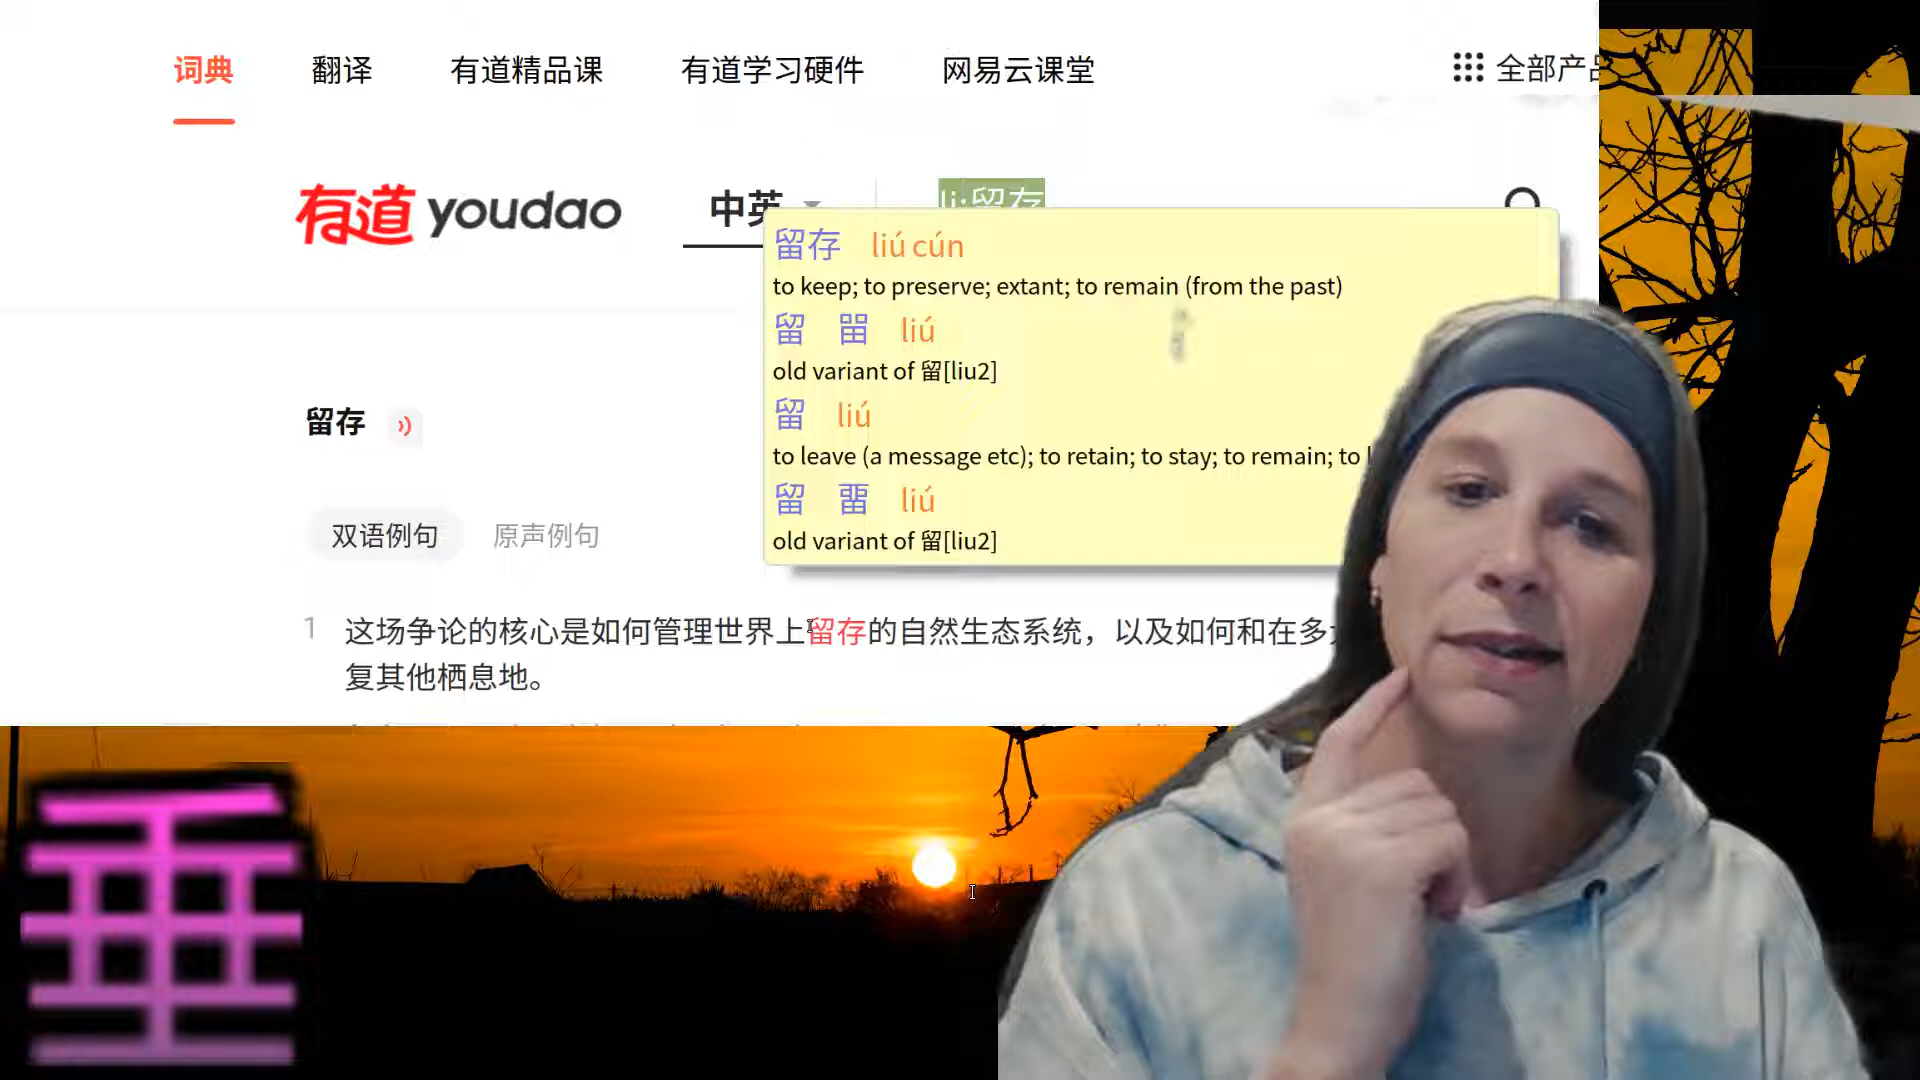 词典 翻译 有道精品课 有道学习硬件 网易云课堂 全部产品
有道 youdao 中英 li:留存
留存 liú cún
to keep; to preserve; extant; to remain (from the past)
留 㽞 liú
old variant of 留[liu2]
留 liú
to leave (a message etc); to retain; to stay; to remain; to
留 畱 liú
old variant of 留[liu2]
留存
双语例句 原声例句
1 这场争论的核心是如何管理世界上留存的自然生态系统，以及如何和在多
复其他栖息地。
垂